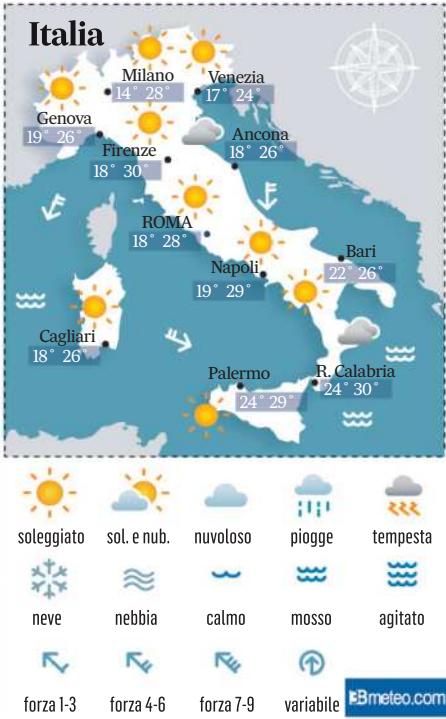 Italia
Milano
14° 28°
Venezia
17° 24°
Genova
19° 26°
Firenze
18° 30°
Ancona
18° 26°
ROMA
18° 28°
Bari
22° 26°
Napoli
19° 29°
Cagliari
18° 26°
Palermo
24° 29°
R. Calabria
24° 30°
soleggiato sol. e nub. nuvoloso piogge tempesta
neve nebbia calmo mosso agitato
forza 1-3 forza 4-6 forza 7-9 variabile
3Bmeteo.com